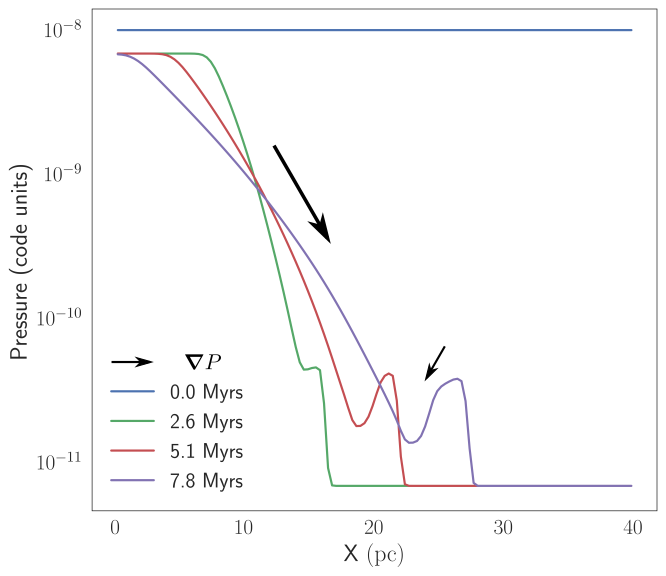 Pressure (code units)
10⁻⁸
10⁻⁹
10⁻¹⁰
10⁻¹¹
∇P
0.0 Myrs
2.6 Myrs
5.1 Myrs
7.8 Myrs
0 10 20 30 40
X (pc)